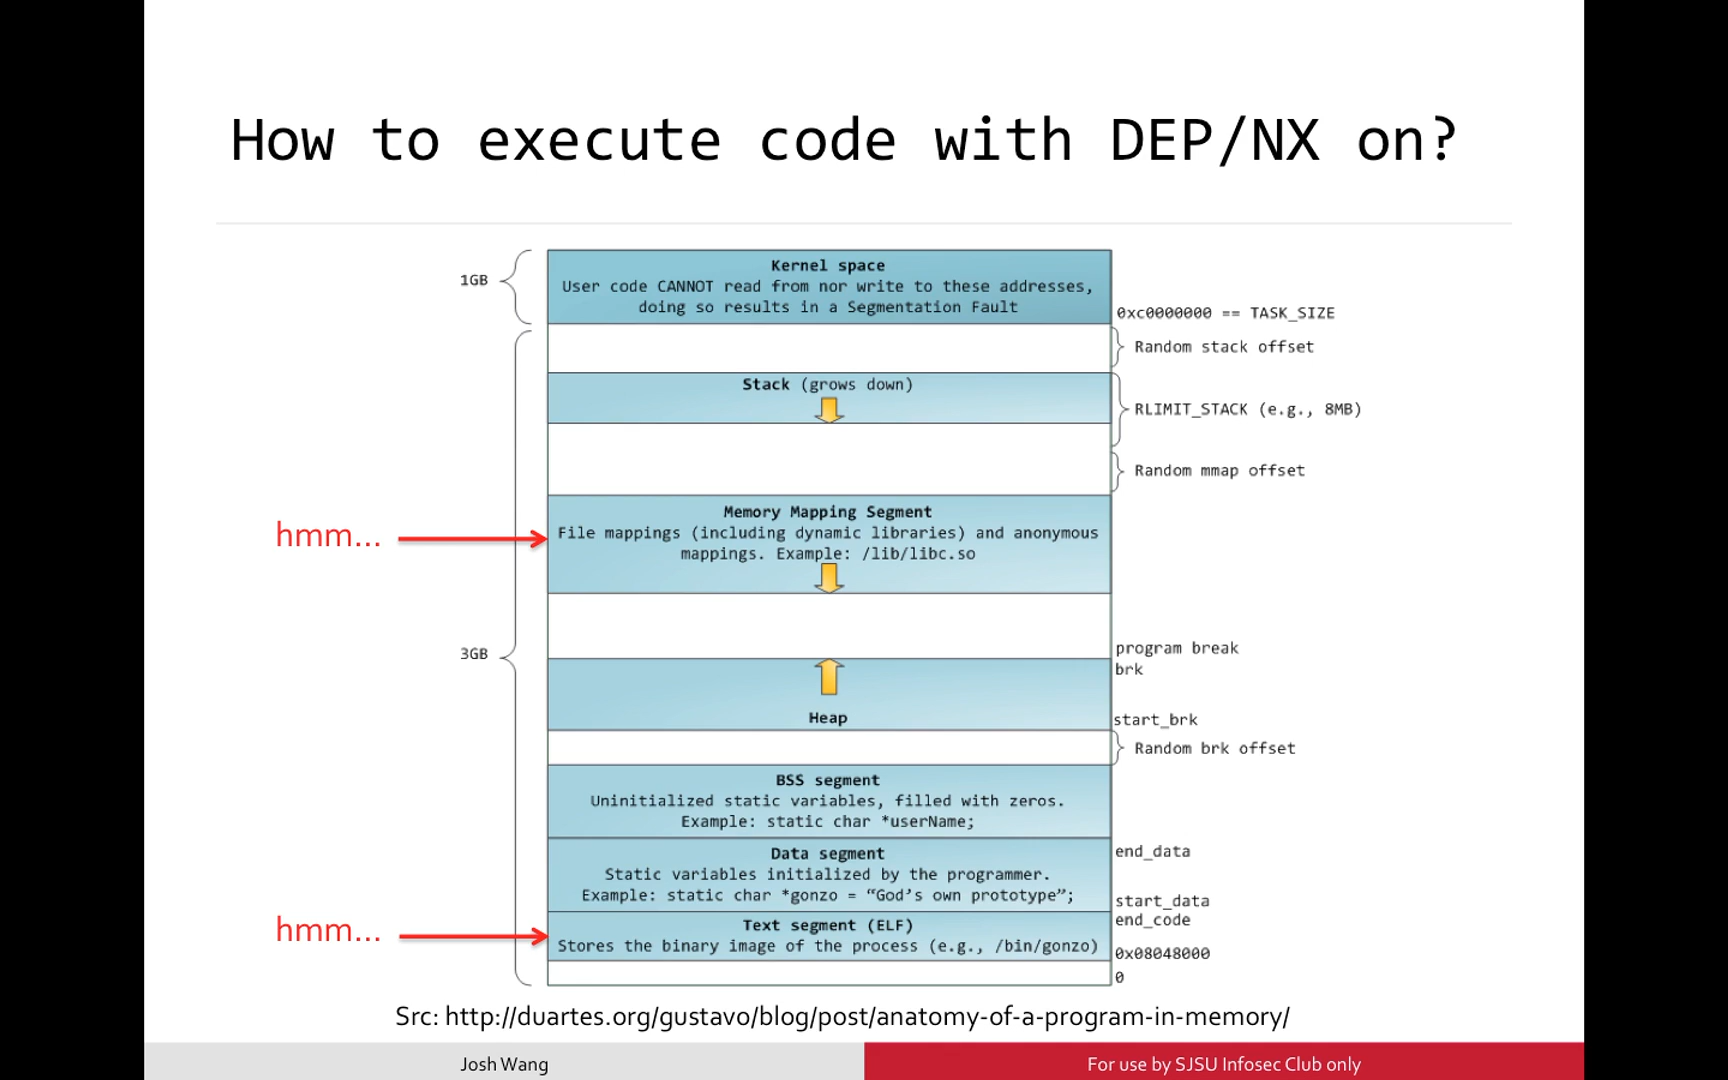 How to execute code with DEP/NX on?
1GB
Kernel space
User code CANNOT read from nor write to these addresses,
doing so results in a Segmentation Fault
0xc0000000 == TASK_SIZE
Random stack offset
Stack (grows down)
RLIMIT_STACK (e.g., 8MB)
Random mmap offset
hmm...
Memory Mapping Segment
File mappings (including dynamic libraries) and anonymous
mappings. Example: /lib/libc.so
3GB
program break
brk
Heap
start_brk
Random brk offset
BSS segment
Uninitialized static variables, filled with zeros.
Example: static char *userName;
Data segment
Static variables initialized by the programmer.
Example: static char *gonzo = “God’s own prototype”;
end_data
start_data
end_code
hmm...
Text segment (ELF)
Stores the binary image of the process (e.g., /bin/gonzo)
0x08048000
0
Src: http://duartes.org/gustavo/blog/post/anatomy-of-a-program-in-memory/
Josh Wang
For use by SJSU Infosec Club only